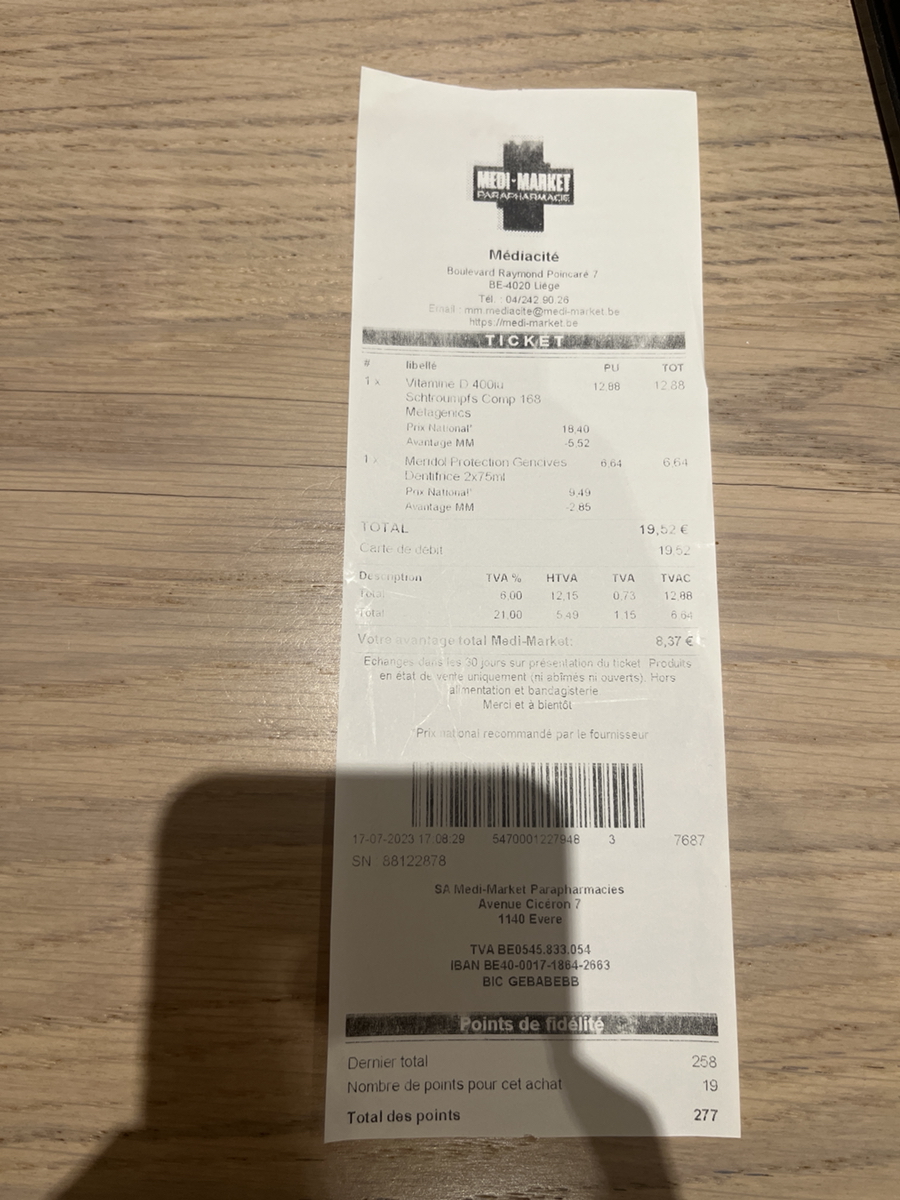 MEDI-MARKET
PARAPHARMACIE
Médiacité
Boulevard Raymond Poincaré 7
BE-4020 Liège
Tél. : 04/242.90.26
Email : mm.mediacite@medi-market.be
https://medi-market.be
TICKET
# libellé PU TOT
1 x Vitamine D 400iu 12.88 12.88
Schtroumpfs Comp 168
Metagenics
Prix National* 18,40
Avantage MM -5,52
1 x Meridol Protection Gencives 6,64 6,64
Dentifrice 2x75ml
Prix National* 9,49
Avantage MM -2,85
TOTAL 19,52 €
Carte de débit 19,52
Description TVA % HTVA TVA TVAC
Total 6.00 12,15 0,73 12.88
Total 21.00 5,49 1.15 6.64
Votre avantage total Medi-Market: 8,37 €
Echanges dans les 30 jours sur présentation du ticket. Produits
en état de vente uniquement (ni abîmés ni ouverts). Hors
alimentation et bandagisterie
Merci et à bientôt
*Prix national recommandé par le fournisseur
17-07-2023 17:08:29 5470001227948 3 7687
SN : 88122878
SA Medi-Market Parapharmacies
Avenue Cicéron 7
1140 Evere
TVA BE0545.833.054
IBAN BE40-0017-1864-2663
BIC GEBABEBB
Points de fidélité
Dernier total 258
Nombre de points pour cet achat 19
Total des points 277